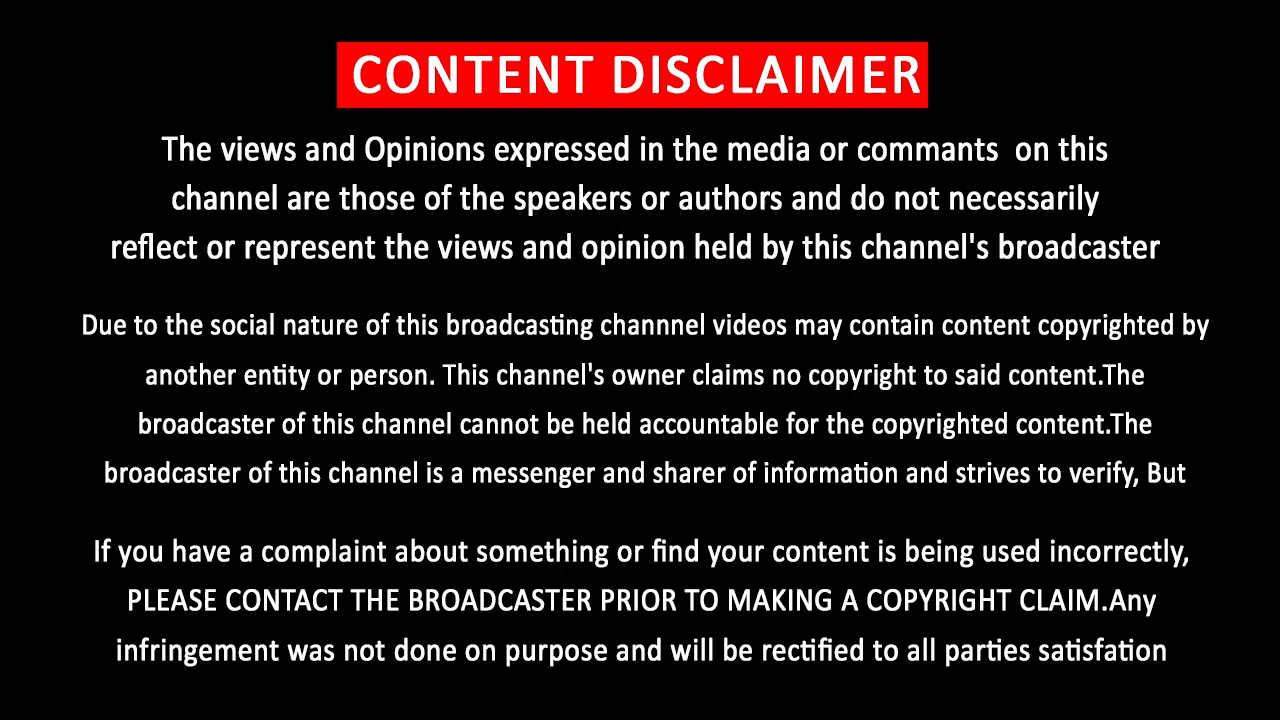 CONTENT DISCLAIMER
The views and Opinions expressed in the media or commants on this
channel are those of the speakers or authors and do not necessarily
reflect or represent the views and opinion held by this channel's broadcaster
Due to the social nature of this broadcasting channnel videos may contain content copyrighted by
another entity or person. This channel's owner claims no copyright to said content.The
broadcaster of this channel cannot be held accountable for the copyrighted content.The
broadcaster of this channel is a messenger and sharer of information and strives to verify, But
If you have a complaint about something or find your content is being used incorrectly,
PLEASE CONTACT THE BROADCASTER PRIOR TO MAKING A COPYRIGHT CLAIM.Any
infringement was not done on purpose and will be rectified to all parties satisfation